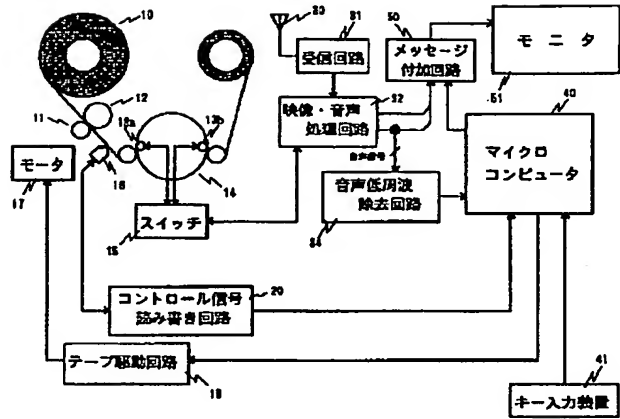 10
30
31
受信回路
50
メッセージ
付加回路
モニタ
51
40
12
11
13a
13b
32
映像・音声
処理回路
音声信号
マイクロ
コンピュータ
モータ
17
16
14
スイッチ
15
音声低周波
除去回路
34
コントロール信号
読み書き回路
20
テープ駆動回路
18
41
キー入力装置